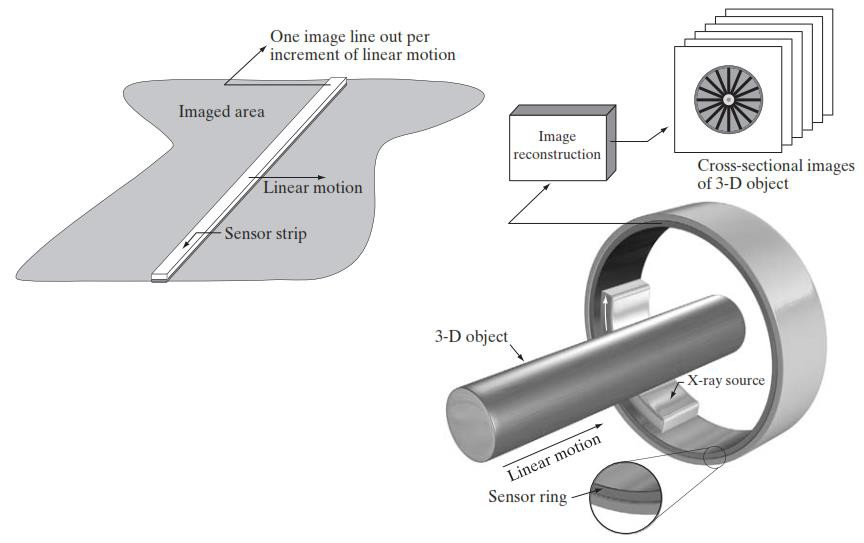 One image line out per
increment of linear motion
Imaged area
Linear motion
Sensor strip
Image
reconstruction
Cross-sectional images
of 3-D object
3-D object
X-ray source
Linear motion
Sensor ring